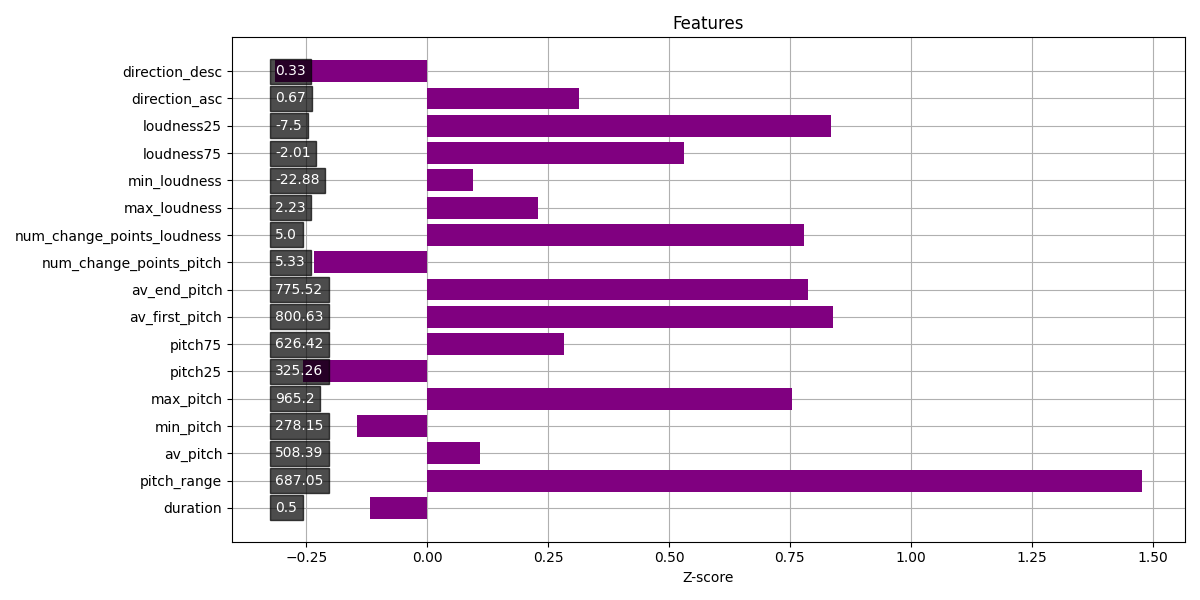 Features
direction_desc 0.33
direction_asc 0.67
loudness25 -7.5
loudness75 -2.01
min_loudness -22.88
max_loudness 2.23
num_change_points_loudness 5.0
num_change_points_pitch 5.33
av_end_pitch 775.52
av_first_pitch 800.63
pitch75 626.42
pitch25 325.26
max_pitch 965.2
min_pitch 278.15
av_pitch 508.39
pitch_range 687.05
duration 0.5
−0.25 0.00 0.25 0.50 0.75 1.00 1.25 1.50
Z-score